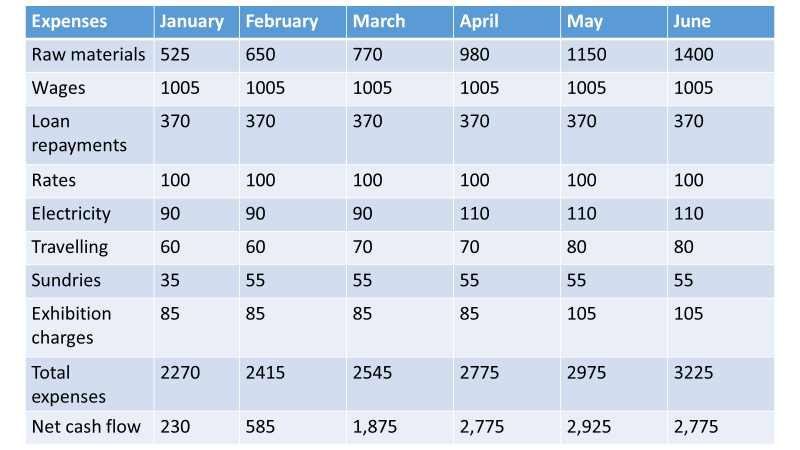 Expenses January February March April May June
Raw materials 525 650 770 980 1150 1400
Wages 1005 1005 1005 1005 1005 1005
Loan 370 370 370 370 370 370
repayments
Rates 100 100 100 100 100 100
Electricity 90 90 90 110 110 110
Travelling 60 60 70 70 80 80
Sundries 35 55 55 55 55 55
Exhibition 85 85 85 85 105 105
charges
Total 2270 2415 2545 2775 2975 3225
expenses
Net cash flow 230 585 1,875 2,775 2,925 2,775